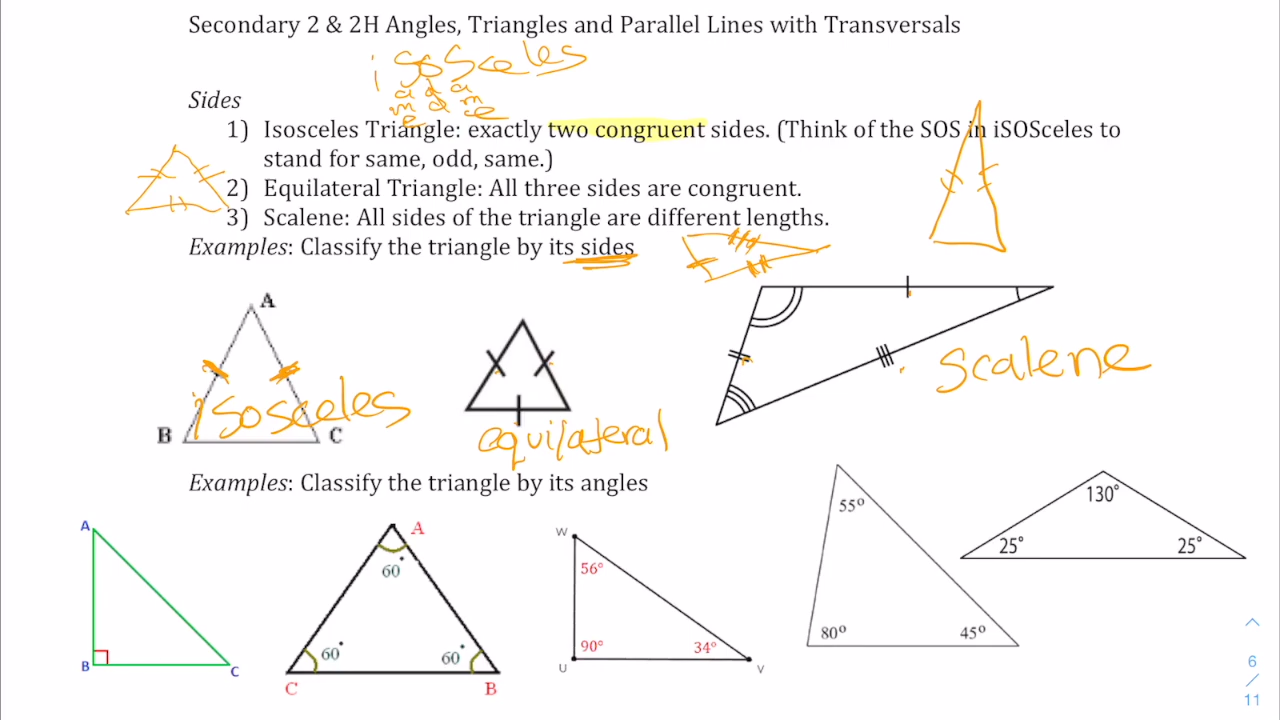 Secondary 2 & 2H Angles, Triangles and Parallel Lines with Transversals
isosceles
a d a
m d m
e e
Sides
1) Isosceles Triangle: exactly two congruent sides. (Think of the SOS in iSOSceles to
stand for same, odd, same.)
2) Equilateral Triangle: All three sides are congruent.
3) Scalene: All sides of the triangle are different lengths.
Examples: Classify the triangle by its sides
A
B
C
isosceles
equilateral
scalene
Examples: Classify the triangle by its angles
A
B
C
A
60°
60°
60°
C
B
W
56°
90°
34°
U
V
55°
80°
45°
130°
25°
25°
6
/
11